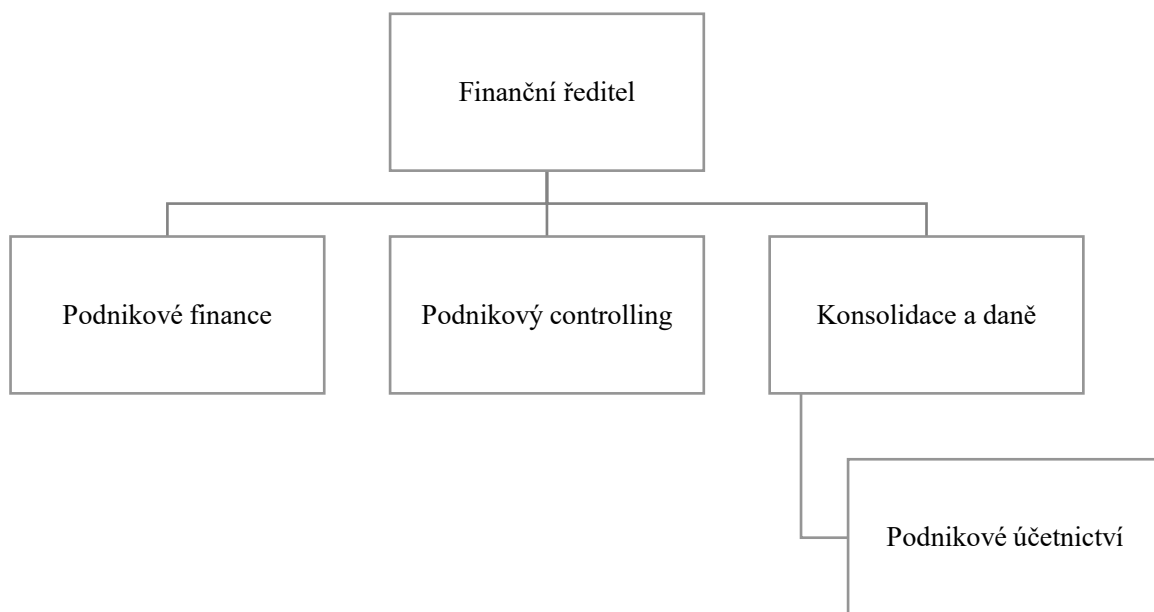 Finanční ředitel
Podnikové finance
Podnikový controlling
Konsolidace a daně
Podnikové účetnictví